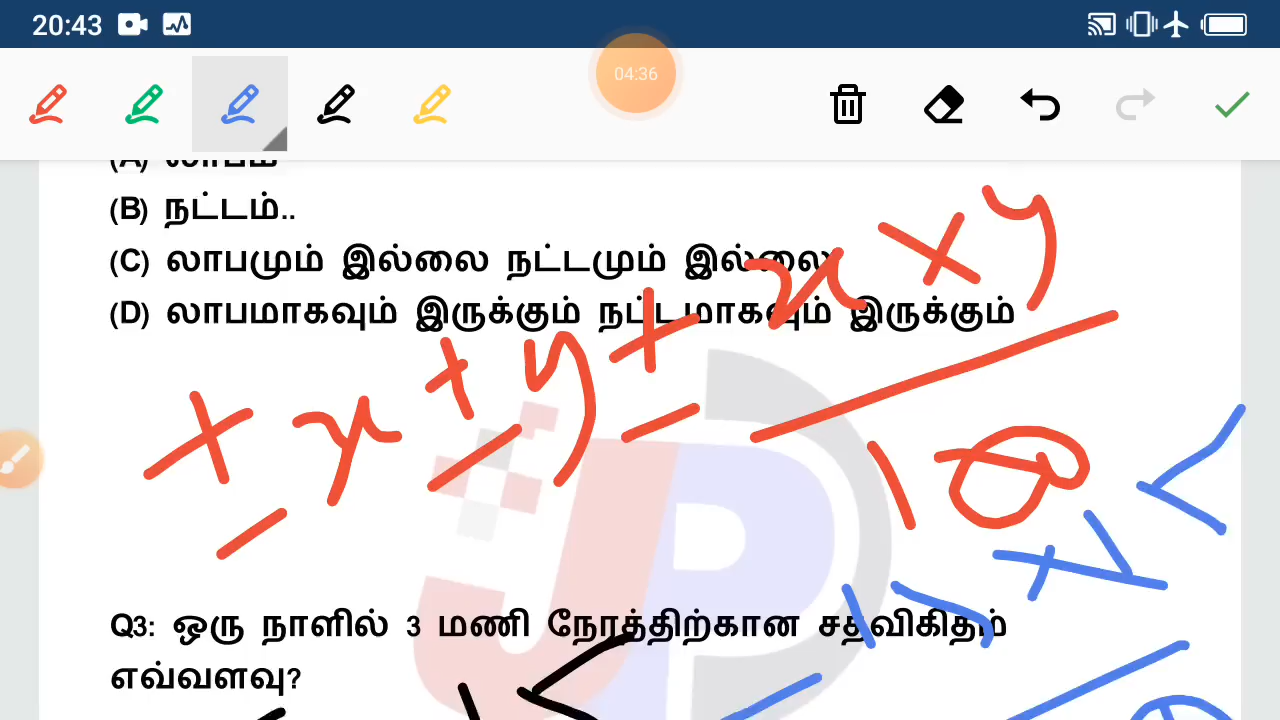 20:43
04:36
(A) லாபம்
(B) நட்டம்..
(C) லாபமும் இல்லை நட்டமும் இல்லை
(D) லாபமாகவும் இருக்கும் நட்டமாகவும் இருக்கும்
± x ± y ± x × y
Q3: ஒரு நாளில் 3 மணி நேரத்திற்கான சதவிகிதம்
எவ்வளவு?